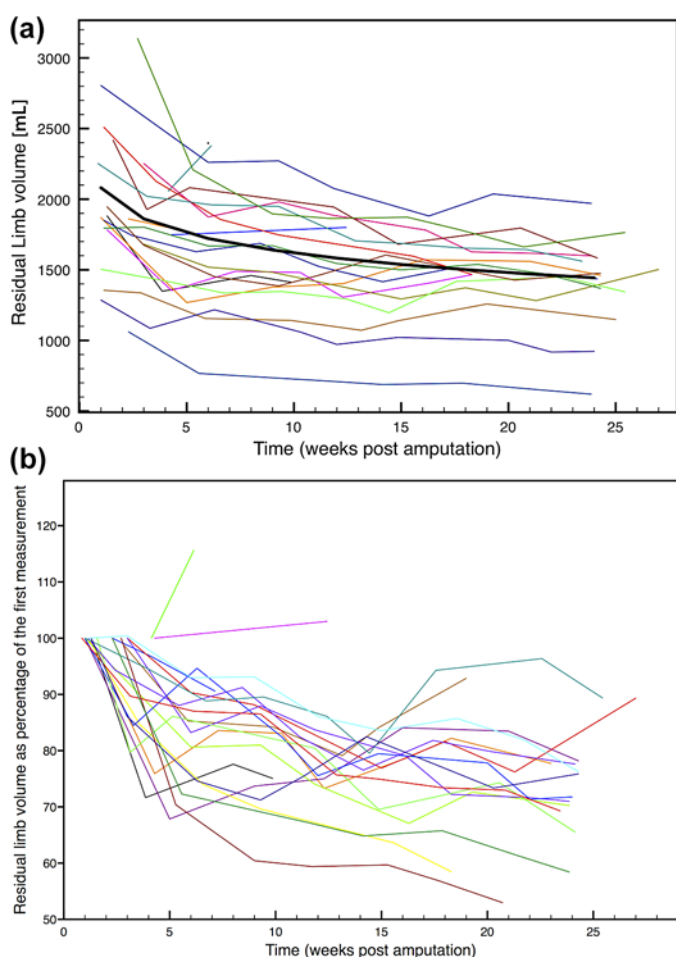 (a)
Residual Limb volume [mL]
3000
2500
2000
1500
1000
500
0 5 10 15 20 25
Time (weeks post amputation)
(b)
Residual limb volume as percentage of the first measurement
120
110
100
90
80
70
60
50
0 5 10 15 20 25
Time (weeks post amputation)